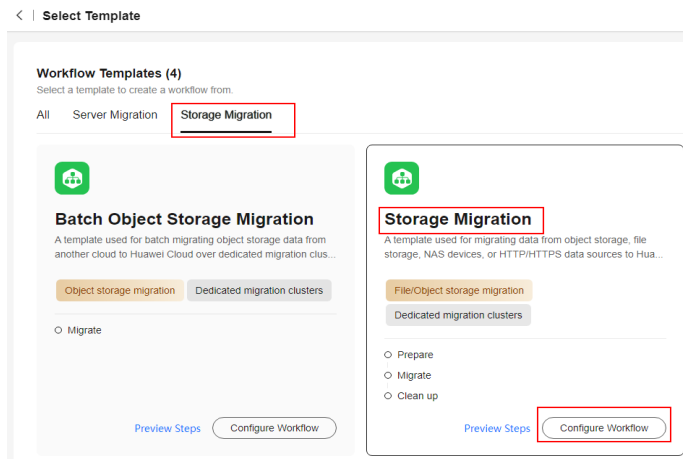 Select Template
Workflow Templates (4)
Select a template to create a workflow from.
All Server Migration Storage Migration
Batch Object Storage Migration
A template used for batch migrating object storage data from
another cloud to Huawei Cloud over dedicated migration clus...
Object storage migration Dedicated migration clusters
Migrate
Preview Steps Configure Workflow
Storage Migration
A template used for migrating data from object storage, file
storage, NAS devices, or HTTP/HTTPS data sources to Hua...
File/Object storage migration
Dedicated migration clusters
Prepare
Migrate
Clean up
Preview Steps Configure Workflow